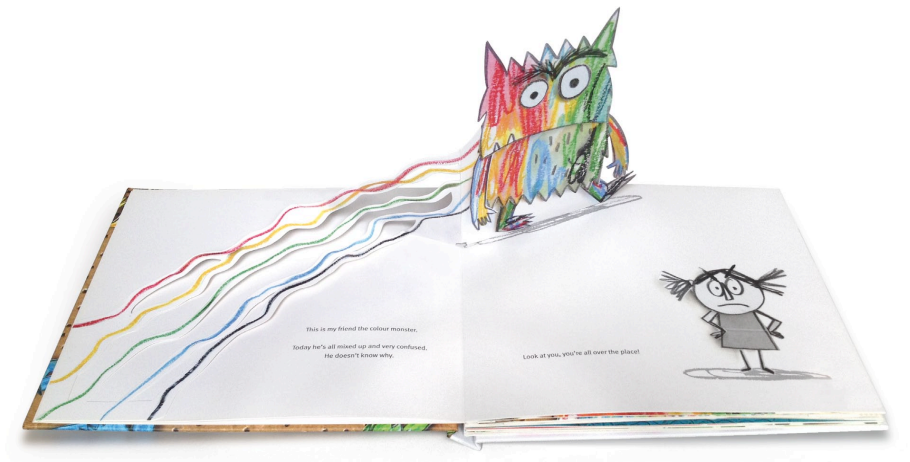 This is my friend the colour monster.
Today he's all mixed up and very confused.
He doesn't know why.
Look at you, you're all over the place!